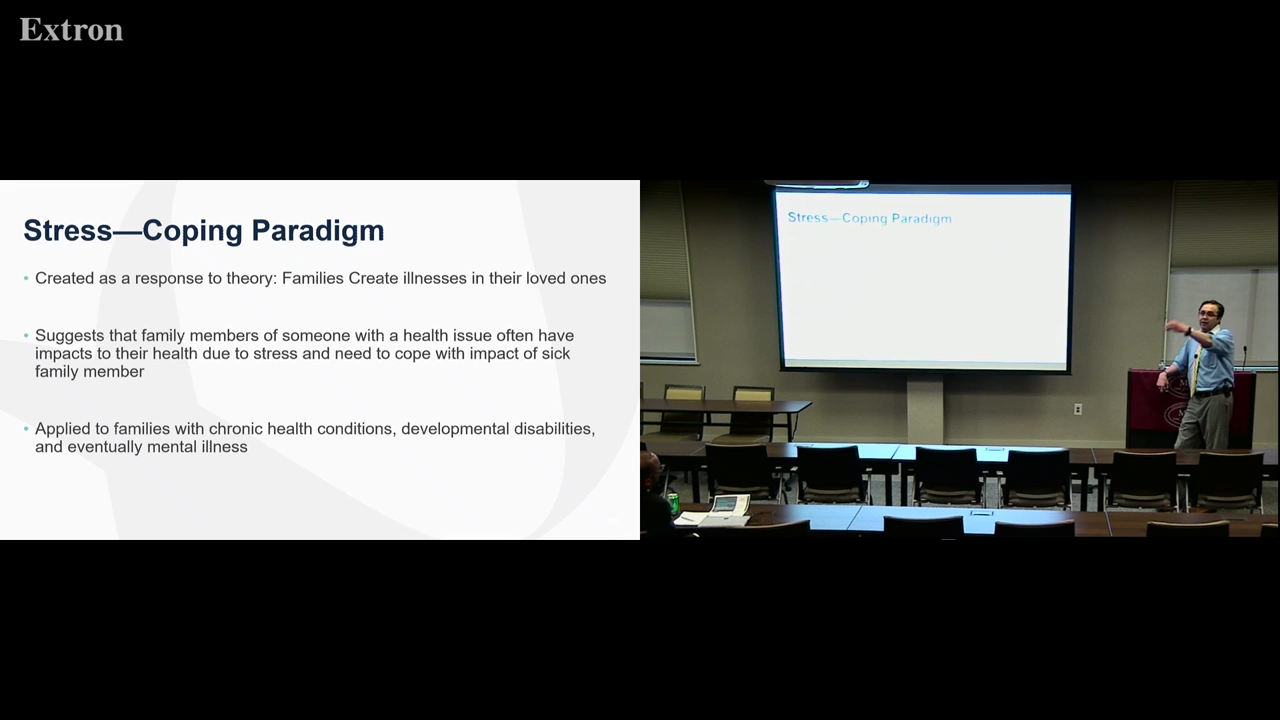 Extron
Stress—Coping Paradigm
• Created as a response to theory: Families Create illnesses in their loved ones
• Suggests that family members of someone with a health issue often have
impacts to their health due to stress and need to cope with impact of sick
family member
• Applied to families with chronic health conditions, developmental disabilities,
and eventually mental illness
Stress—Coping Paradigm